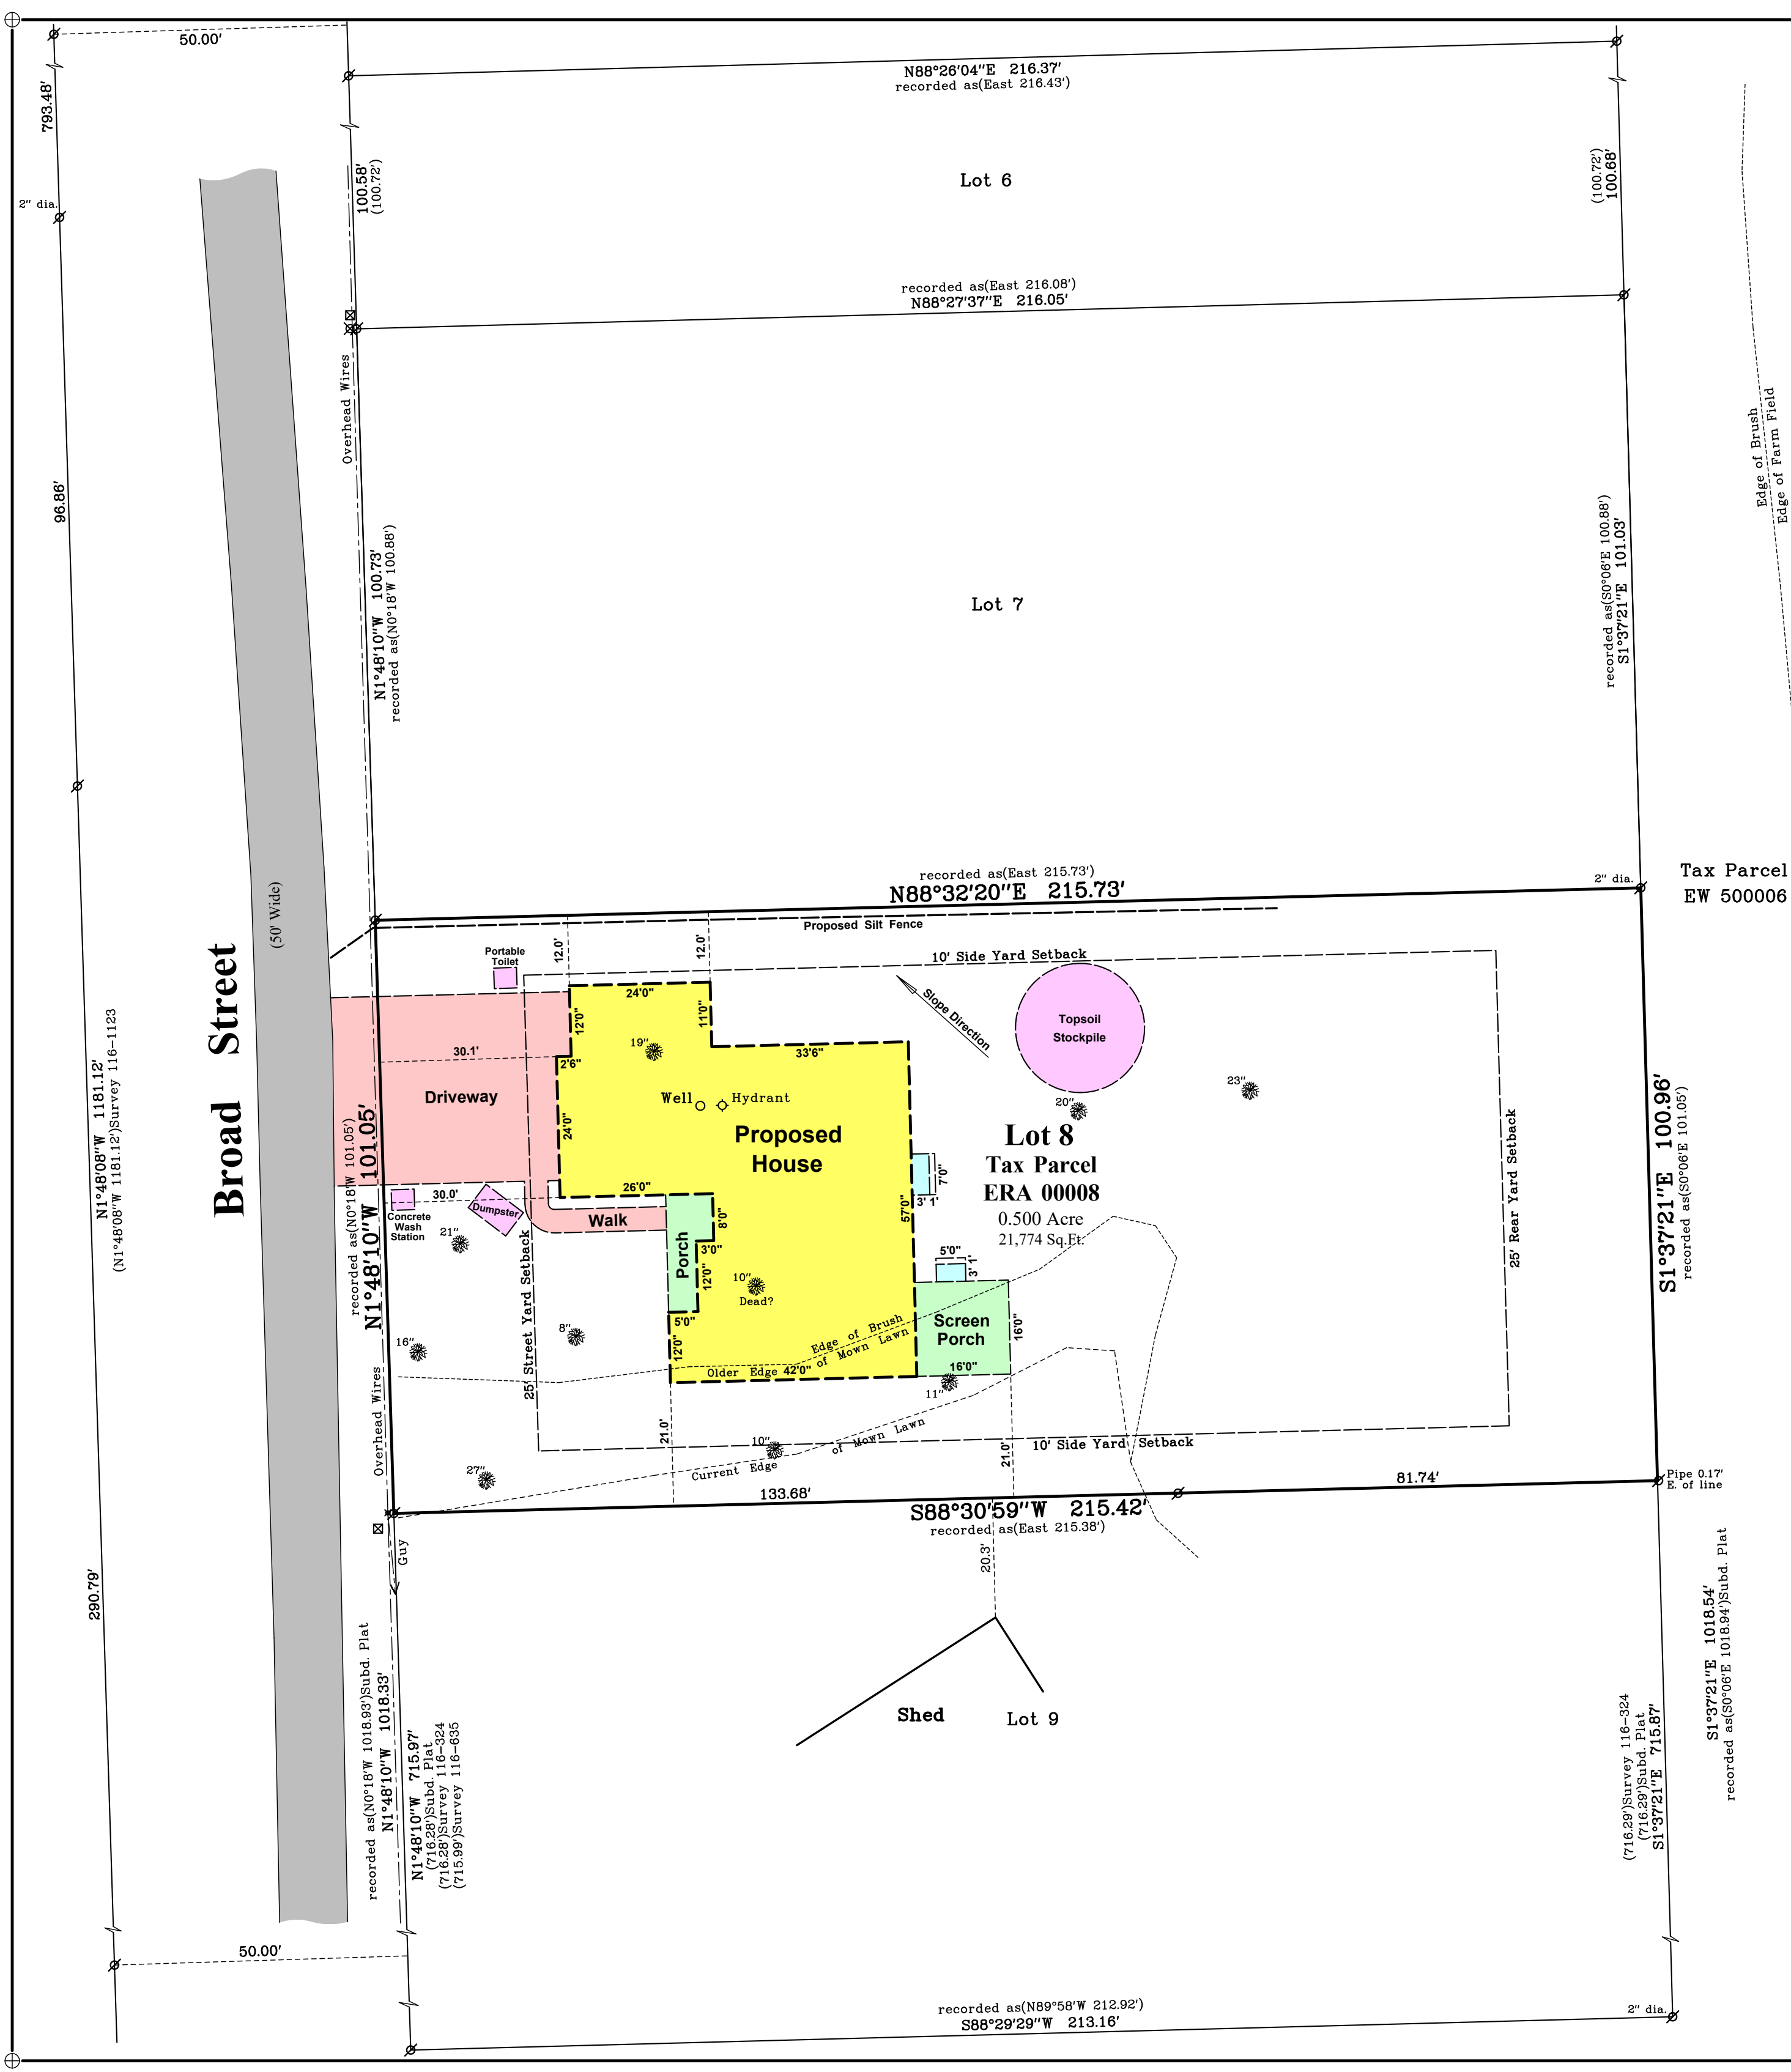 50.00'
793.48'
2" dia.
96.86'
N1°48'08"W 1181.12'
(N1°48'08"W 1181.12')Survey 116-1123
290.79'
50.00'
Broad Street
(50' Wide)
N88°26'04"E 216.37'
recorded as(East 216.43')
100.58'
(100.72')
Lot 6
(100.72')
100.68'
recorded as(East 216.08')
N88°27'37"E 216.05'
Overhead Wires
N1°48'10"W 100.73'
recorded as(N0°18'W 100.88')
Lot 7
recorded as(S0°06'E 100.88')
S1°37'21"E 101.03'
Edge of Brush
Edge of Farm Field
Tax Parcel
EW 500006
recorded as(East 215.73')
N88°32'20"E 215.73'
2" dia.
Proposed Silt Fence
Portable
Toilet
12.0'
12.0'
10' Side Yard Setback
24'0"
12'0"
11'0"
33'6"
Slope Direction
Topsoil
Stockpile
30.1'
2'6"
19"
23"
20"
Driveway
24'0"
Well
Hydrant
Proposed
House
Lot 8
Tax Parcel
ERA 00008
0.500 Acre
21,774 Sq.Ft.
7'0"
3' 1"
57'0"
recorded as(N0°18'W 101.05')
N1°48'10"W 101.05'
30.0'
Concrete
Wash
Station
Dumpster
26'0"
Walk
21"
Porch
8'0"
3'0"
12'0"
5'0"
12'0"
10"
Dead?
5'0"
3' 1"
Screen
Porch
16'0"
16'0"
25' Street Yard Setback
25' Rear Yard Setback
S1°37'21"E 100.96'
recorded as(S0°06'E 101.05')
16"
8"
Edge of Brush
Older Edge of Mown Lawn
42'0"
11"
Overhead Wires
21.0'
10"
Current Edge of Mown Lawn
21.0'
10' Side Yard Setback
27"
133.68'
81.74'
Pipe 0.17'
E. of line
S88°30'59"W 215.42'
recorded as(East 215.38')
Guy
20.3'
Shed
Lot 9
recorded as(N0°18'W 1018.93')Subd. Plat
N1°48'10"W 1018.33'
N1°48'10"W 715.97'
(716.28')Subd. Plat
(716.28')Survey 116-324
(715.99')Survey 116-635
(716.29')Survey 116-324
(716.29')Subd. Plat
S1°37'21"E 715.87'
S1°37'21"E 1018.54'
recorded as(S0°06'E 1018.94')Subd. Plat
recorded as(N89°58'W 212.92')
S88°29'29"W 213.16'
2" dia.